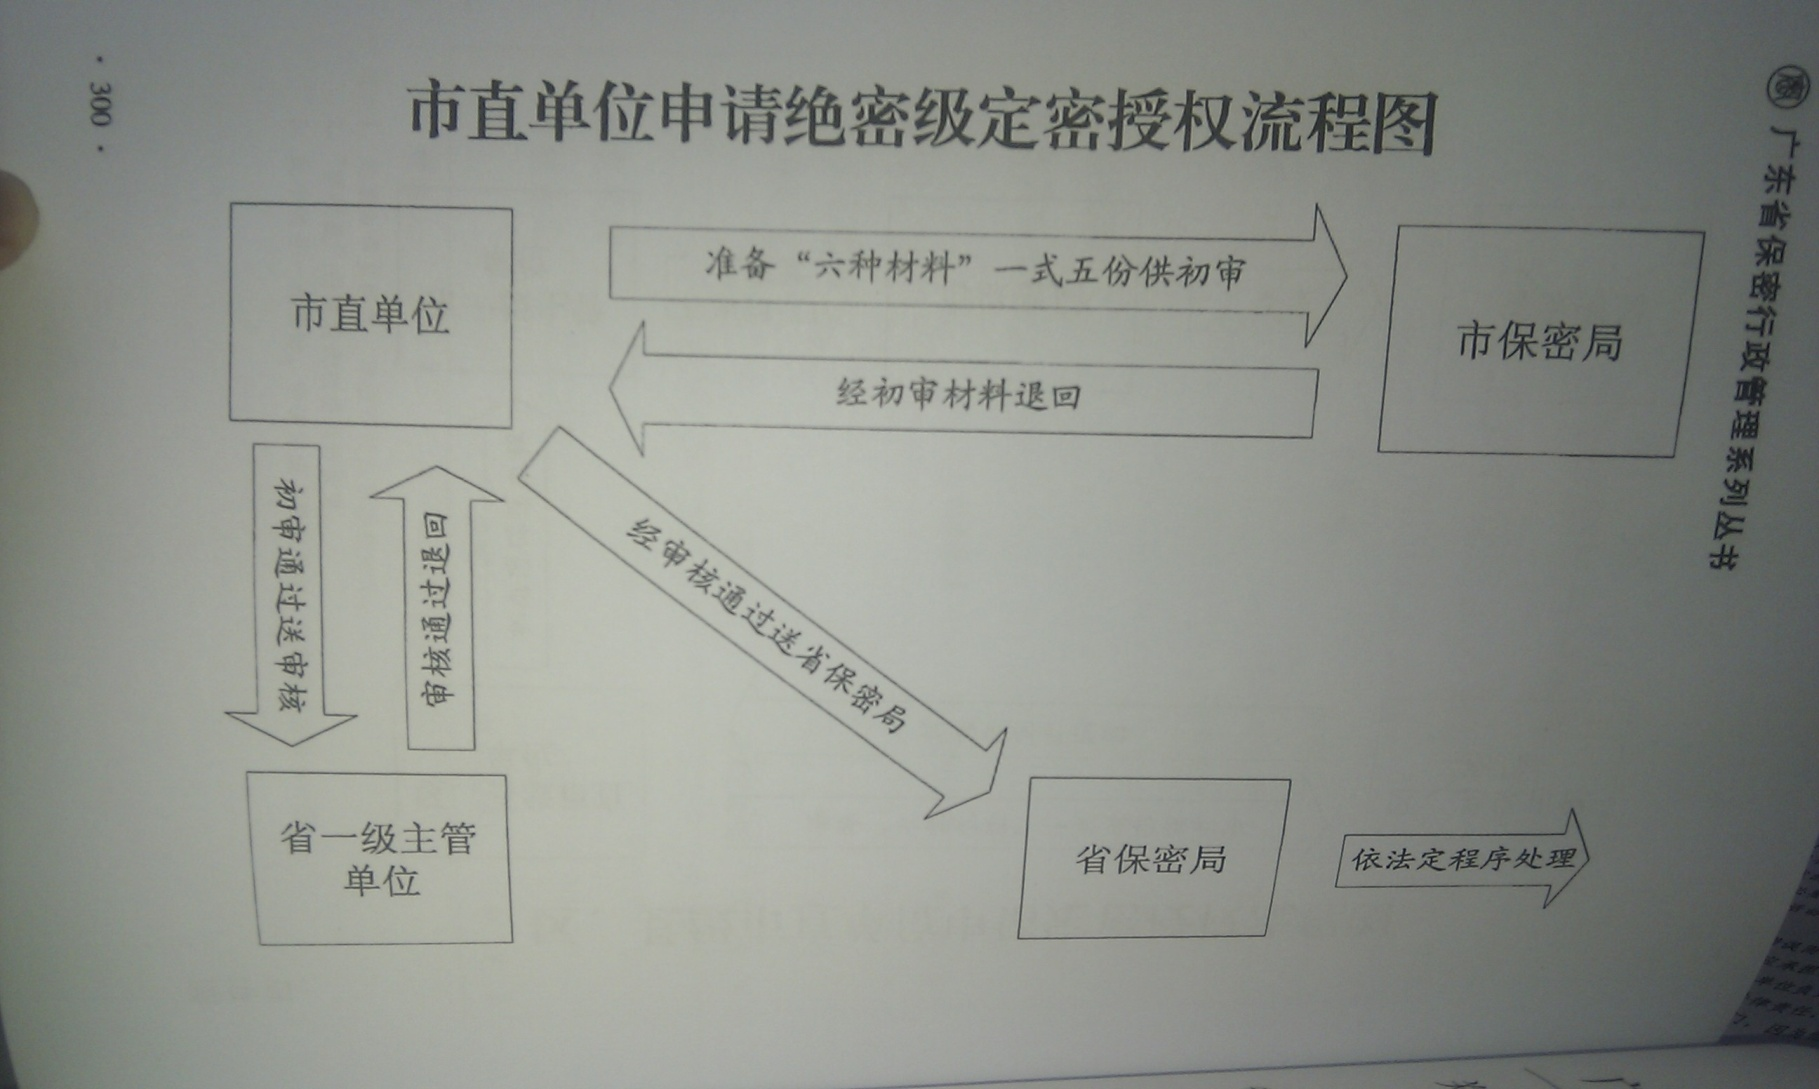 市直单位申请绝密级定密授权流程图
市直单位
准备“六种材料”一式五份供初审
市保密局
经初审材料退回
初审通过送审核
审核通过退回
经审核通过送省保密局
省一级主管
单位
省保密局
依法定程序处理
广东省保密行政管理系列丛书
· 300 ·